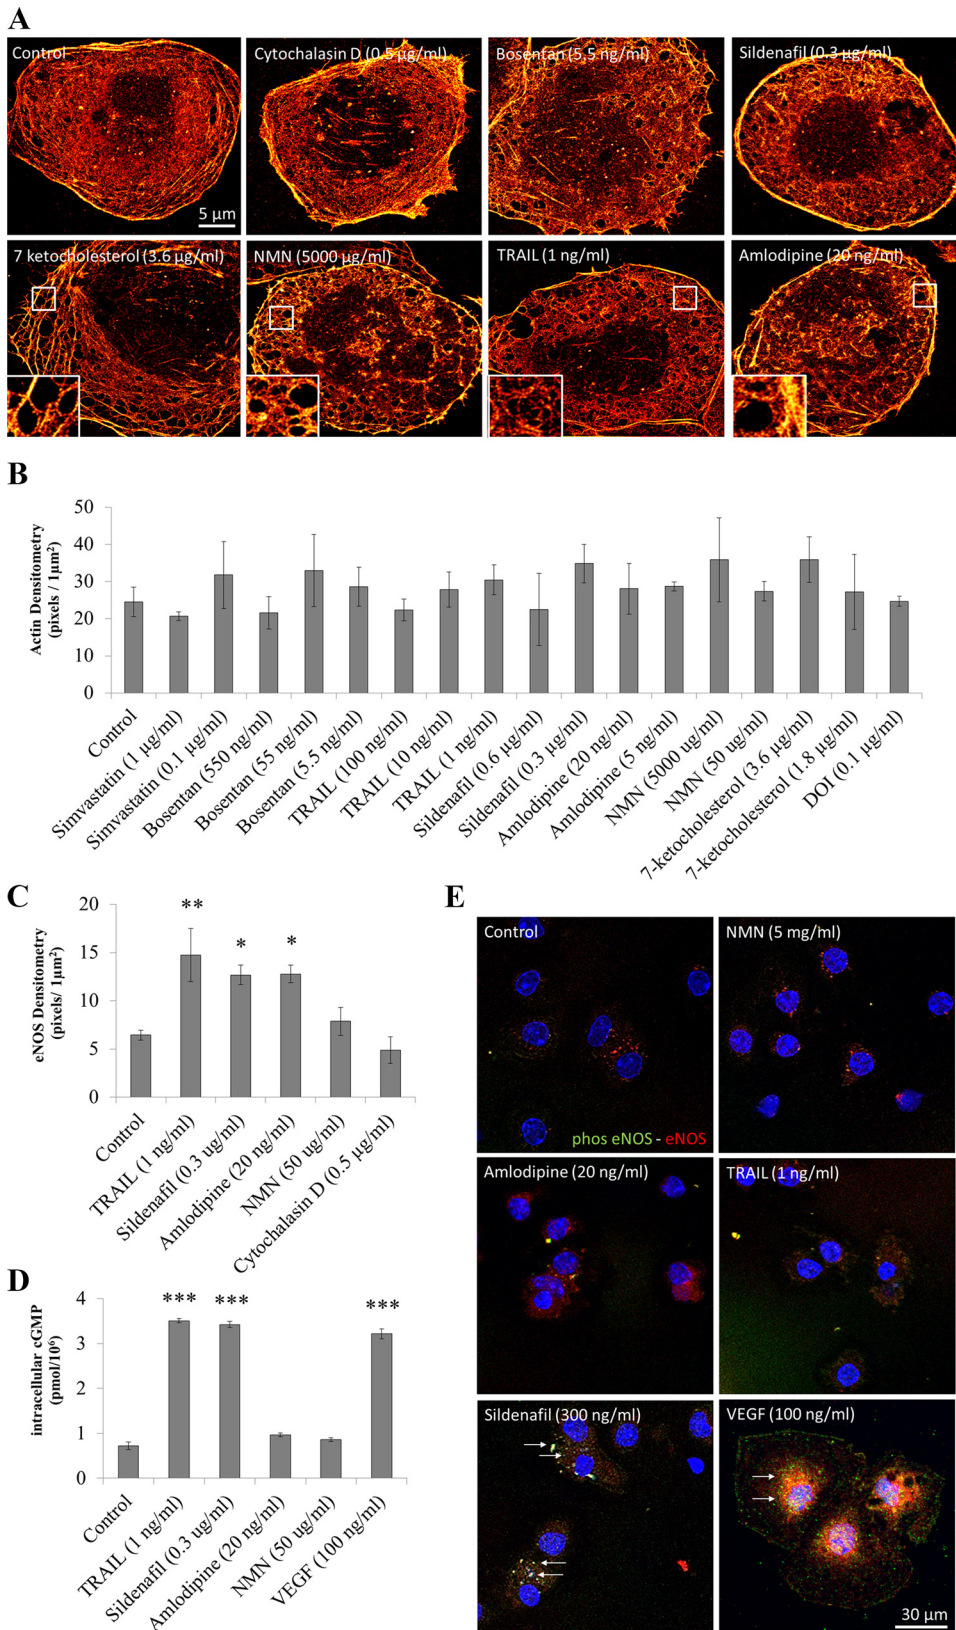 A
Control
Cytochalasin D (0.5 µg/ml)
Bosentan (5.5 ng/ml)
Sildenafil (0.3 µg/ml)
5 µm
7 ketocholesterol (3.6 µg/ml)
NMN (5000 µg/ml)
TRAIL (1 ng/ml)
Amlodipine (20 ng/ml)
B
Actin Densitometry
(pixels / 1µm²)
50
40
30
20
10
0
Control
Simvastatin (1 µg/ml)
Simvastatin (0.1 µg/ml)
Bosentan (550 ng/ml)
Bosentan (55 ng/ml)
Bosentan (5.5 ng/ml)
TRAIL (100 ng/ml)
TRAIL (10 ng/ml)
TRAIL (1 ng/ml)
Sildenafil (0.6 µg/ml)
Sildenafil (0.3 µg/ml)
Amlodipine (20 ng/ml)
Amlodipine (5 ng/ml)
NMN (5000 ug/ml)
NMN (50 ug/ml)
7-ketocholesterol (3.6 µg/ml)
7-ketocholesterol (1.8 µg/ml)
DOI (0.1 µg/ml)
C
eNOS Densitometry
(pixels/ 1µm²)
20
15
10
5
0
**
*
*
Control
TRAIL (1 ng/ml)
Sildenafil (0.3 ug/ml)
Amlodipine (20 ng/ml)
NMN (50 ug/ml)
Cytochalasin D (0.5 µg/ml)
D
intracellular cGMP
(pmol/10⁶)
4
3
2
1
0
***
***
***
Control
TRAIL (1 ng/ml)
Sildenafil (0.3 ug/ml)
Amlodipine (20 ng/ml)
NMN (50 ug/ml)
VEGF (100 ng/ml)
E
Control
NMN (5 mg/ml)
phos eNOS - eNOS
Amlodipine (20 ng/ml)
TRAIL (1 ng/ml)
Sildenafil (300 ng/ml)
VEGF (100 ng/ml)
30 µm